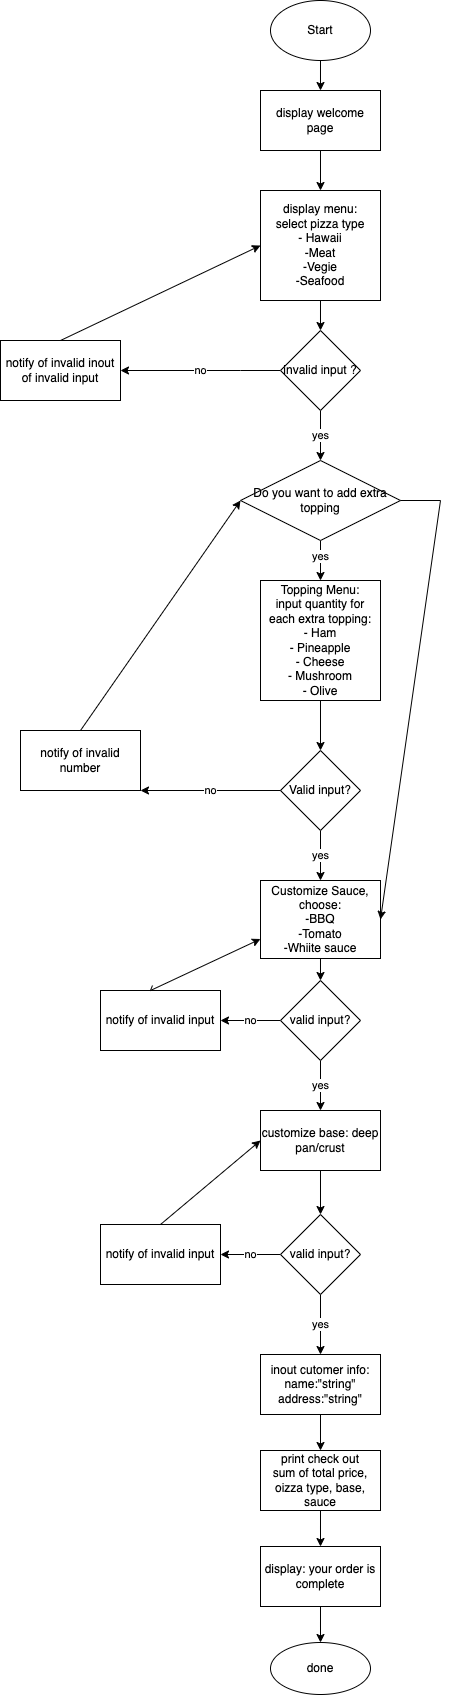 Start
display welcome
page
display menu:
select pizza type
- Hawaii
-Meat
-Vegie
-Seafood
notify of invalid inout
of invalid input
no
Invalid input ?
yes
Do you want to add extra
topping
yes
Topping Menu:
input quantity for
each extra topping:
- Ham
- Pineapple
- Cheese
- Mushroom
- Olive
notify of invalid
number
no
Valid input?
yes
Customize Sauce,
choose:
-BBQ
-Tomato
-Whiite sauce
notify of invalid input
no
valid input?
yes
customize base: deep
pan/crust
notify of invalid input
no
valid input?
yes
inout cutomer info:
name:"string"
address:"string"
print check out
sum of total price,
oizza type, base,
sauce
display: your order is
complete
done